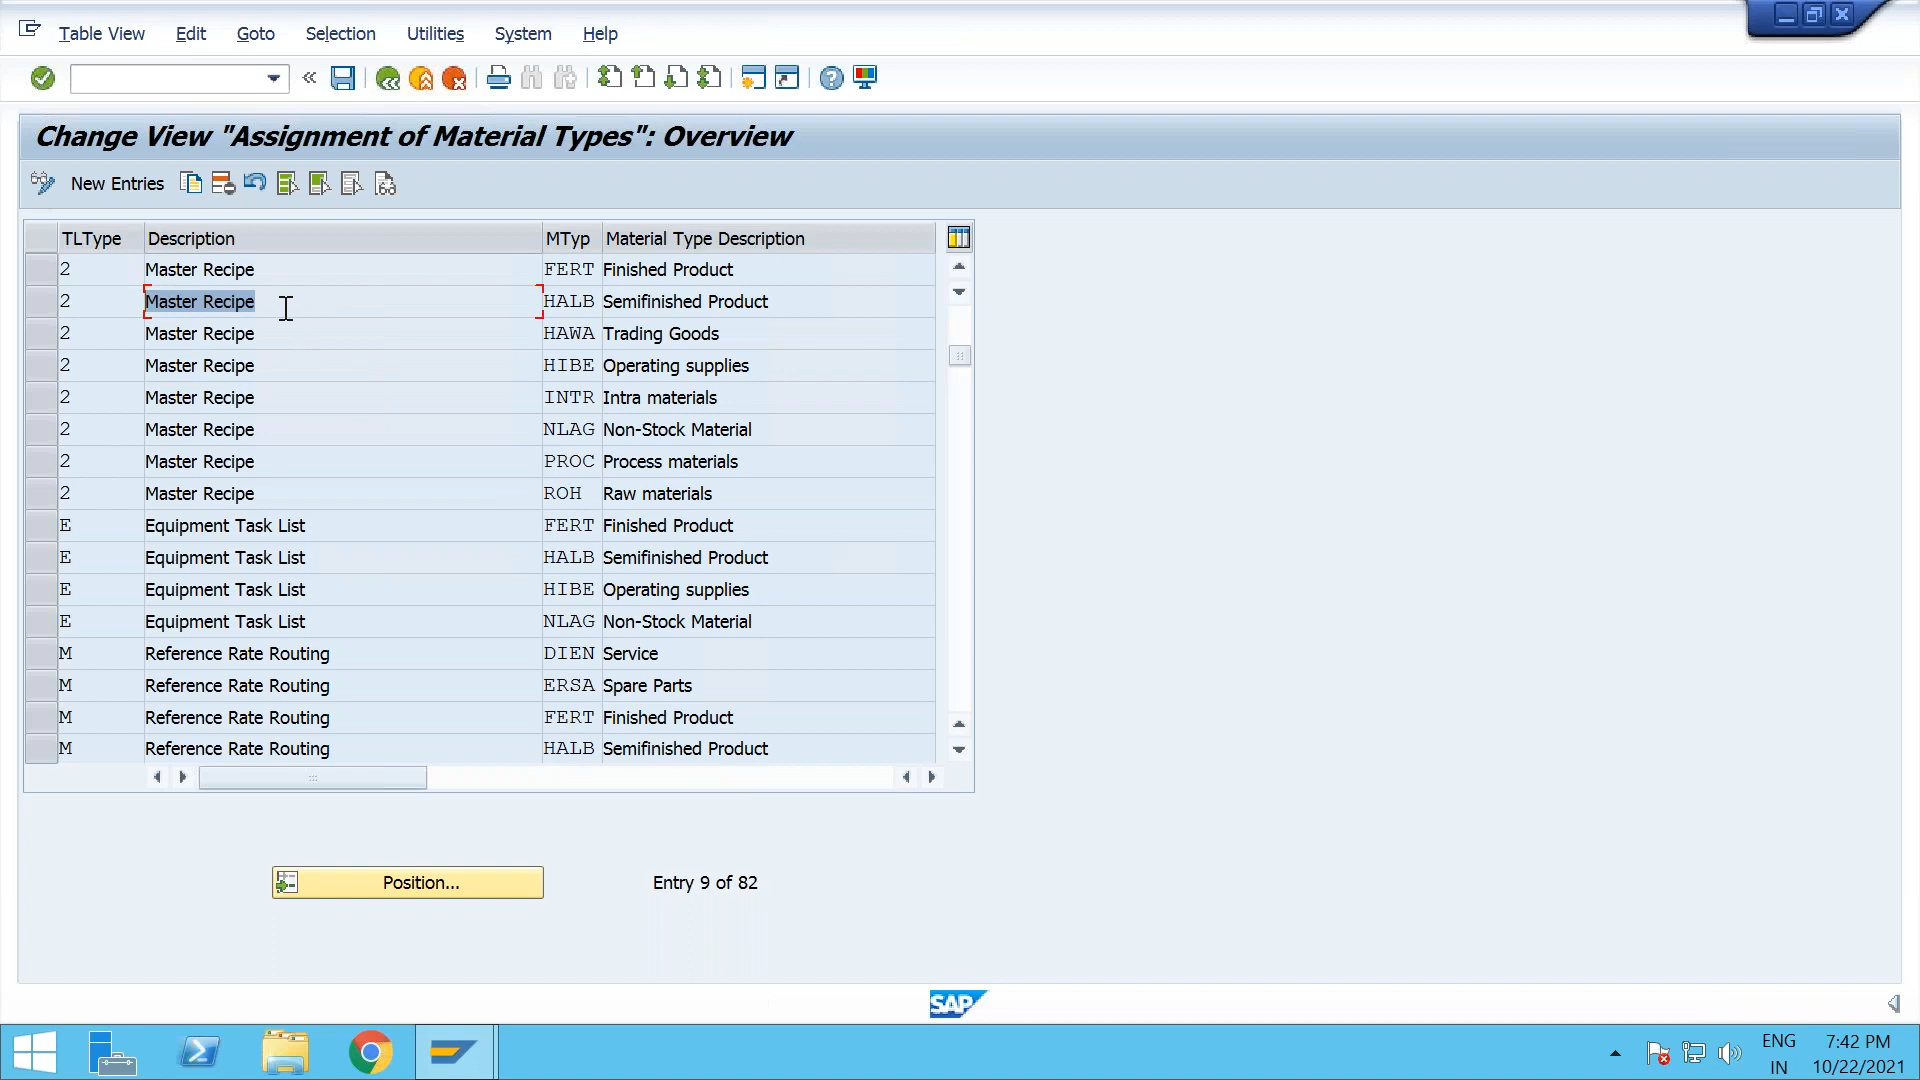 Table View Edit Goto Selection Utilities System Help
Change View "Assignment of Material Types": Overview
New Entries
TLType Description MTyp Material Type Description
2 Master Recipe FERT Finished Product
2 Master Recipe HALB Semifinished Product
2 Master Recipe HAWA Trading Goods
2 Master Recipe HIBE Operating supplies
2 Master Recipe INTR Intra materials
2 Master Recipe NLAG Non-Stock Material
2 Master Recipe PROC Process materials
2 Master Recipe ROH Raw materials
E Equipment Task List FERT Finished Product
E Equipment Task List HALB Semifinished Product
E Equipment Task List HIBE Operating supplies
E Equipment Task List NLAG Non-Stock Material
M Reference Rate Routing DIEN Service
M Reference Rate Routing ERSA Spare Parts
M Reference Rate Routing FERT Finished Product
M Reference Rate Routing HALB Semifinished Product
Position... Entry 9 of 82
SAP
ENG 7:42 PM
IN 10/22/2021